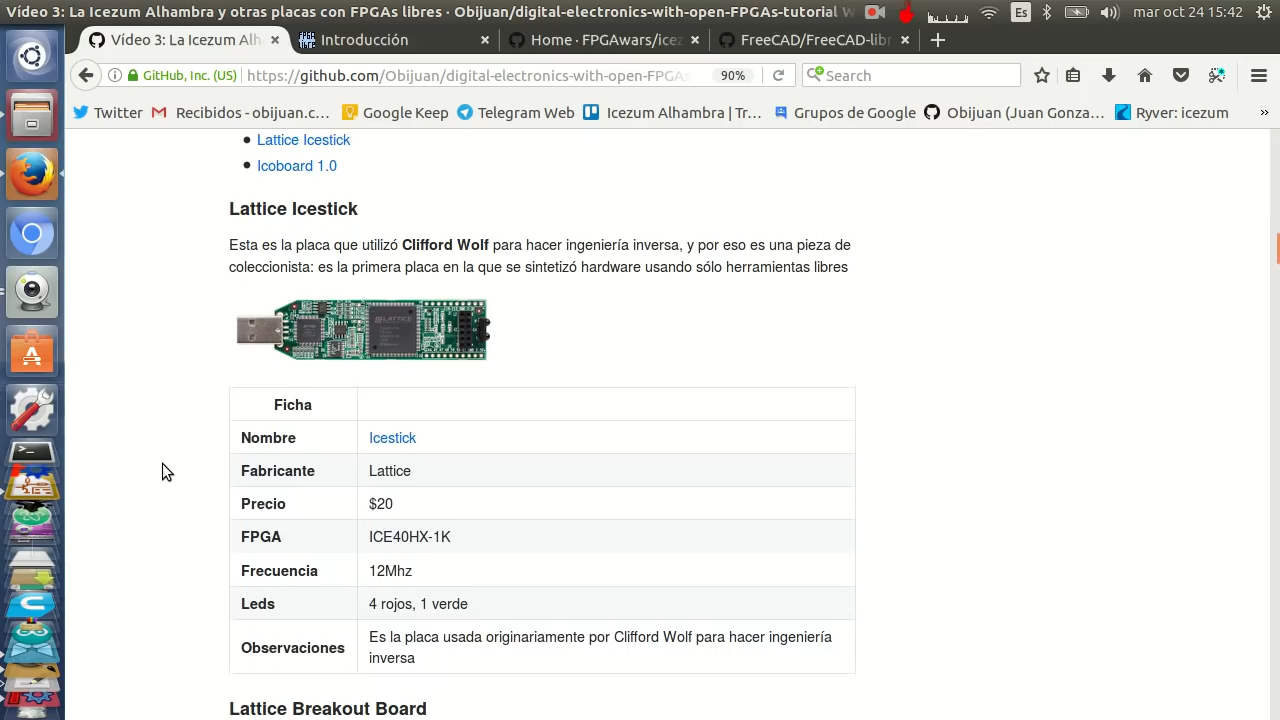 Vídeo 3: La Icezum Alhambra y otras placas con FPGAs libres · Obijuan/digital-electronics-with-open-FPGAs-tutorial W
Es
mar oct 24 15:42
Vídeo 3: La Icezum Alh
Introducción
Home · FPGAwars/icez
FreeCAD/FreeCAD-libr
GitHub, Inc. (US)
https://github.com/Obijuan/digital-electronics-with-open-FPGAs
90%
Search
Twitter
Recibidos - obijuan.c...
Google Keep
Telegram Web
Icezum Alhambra | Tr...
Grupos de Google
Obijuan (Juan Gonza...
Ryver: icezum
»
Lattice Icestick
Icoboard 1.0
Lattice Icestick
Esta es la placa que utilizó Clifford Wolf para hacer ingeniería inversa, y por eso es una pieza de
coleccionista: es la primera placa en la que se sintetizó hardware usando sólo herramientas libres
LATTICE
Ficha
Nombre Icestick
Fabricante Lattice
Precio $20
FPGA ICE40HX-1K
Frecuencia 12Mhz
Leds 4 rojos, 1 verde
Observaciones Es la placa usada originariamente por Clifford Wolf para hacer ingeniería
inversa
Lattice Breakout Board